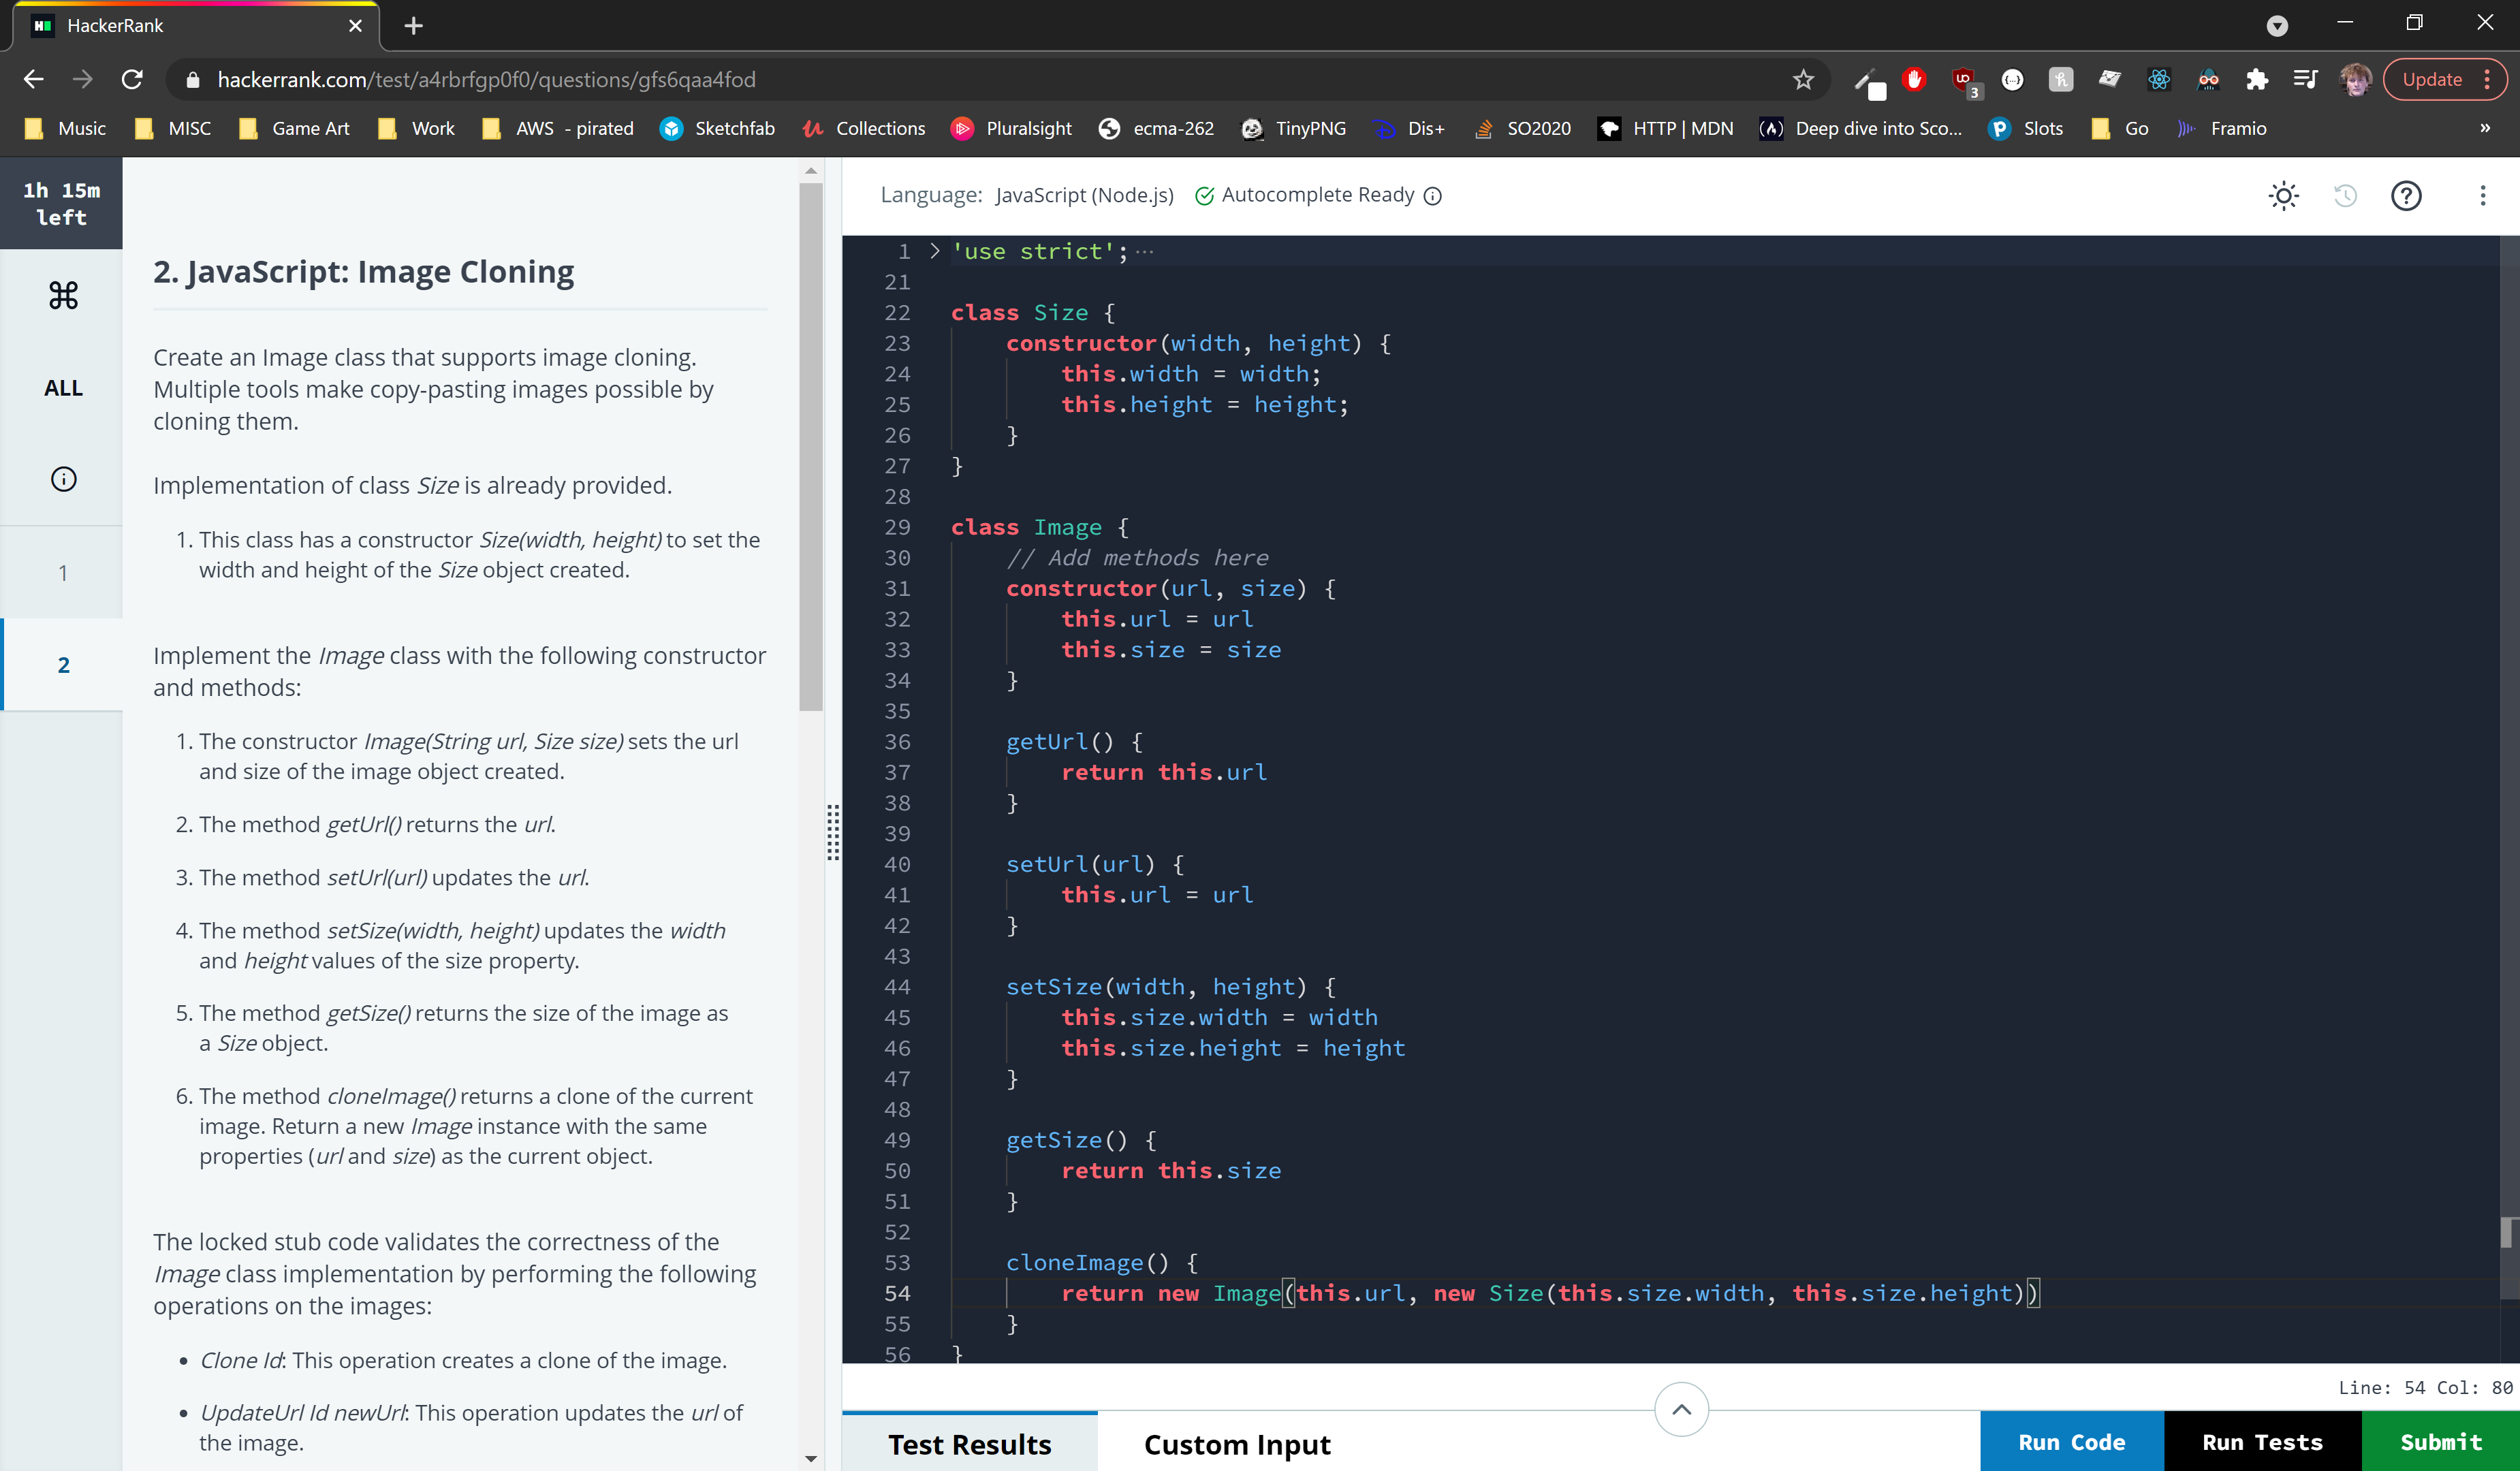 HackerRank
hackerrank.com/test/a4rbrfgp0f0/questions/gfs6qaa4fod
3
Update
Music MISC Game Art Work AWS - pirated Sketchfab Collections Pluralsight ecma-262 TinyPNG Dis+ SO2020 HTTP | MDN Deep dive into Sco... Slots Go Framio »
1h 15m
left
ALL
1
2
2. JavaScript: Image Cloning
Create an Image class that supports image cloning.
Multiple tools make copy-pasting images possible by
cloning them.
Implementation of class Size is already provided.
1. This class has a constructor Size(width, height) to set the
width and height of the Size object created.
Implement the Image class with the following constructor
and methods:
1. The constructor Image(String url, Size size) sets the url
and size of the image object created.
2. The method getUrl() returns the url.
3. The method setUrl(url) updates the url.
4. The method setSize(width, height) updates the width
and height values of the size property.
5. The method getSize() returns the size of the image as
a Size object.
6. The method cloneImage() returns a clone of the current
image. Return a new Image instance with the same
properties (url and size) as the current object.
The locked stub code validates the correctness of the
Image class implementation by performing the following
operations on the images:
• Clone Id: This operation creates a clone of the image.
• UpdateUrl Id newUrl: This operation updates the url of
the image.
Language: JavaScript (Node.js) Autocomplete Ready
1 'use strict';···
21
22 class Size {
23 constructor(width, height) {
24 this.width = width;
25 this.height = height;
26 }
27 }
28
29 class Image {
30 // Add methods here
31 constructor(url, size) {
32 this.url = url
33 this.size = size
34 }
35
36 getUrl() {
37 return this.url
38 }
39
40 setUrl(url) {
41 this.url = url
42 }
43
44 setSize(width, height) {
45 this.size.width = width
46 this.size.height = height
47 }
48
49 getSize() {
50 return this.size
51 }
52
53 cloneImage() {
54 return new Image(this.url, new Size(this.size.width, this.size.height))
55 }
56 }
Line: 54 Col: 80
Test Results Custom Input Run Code Run Tests Submit